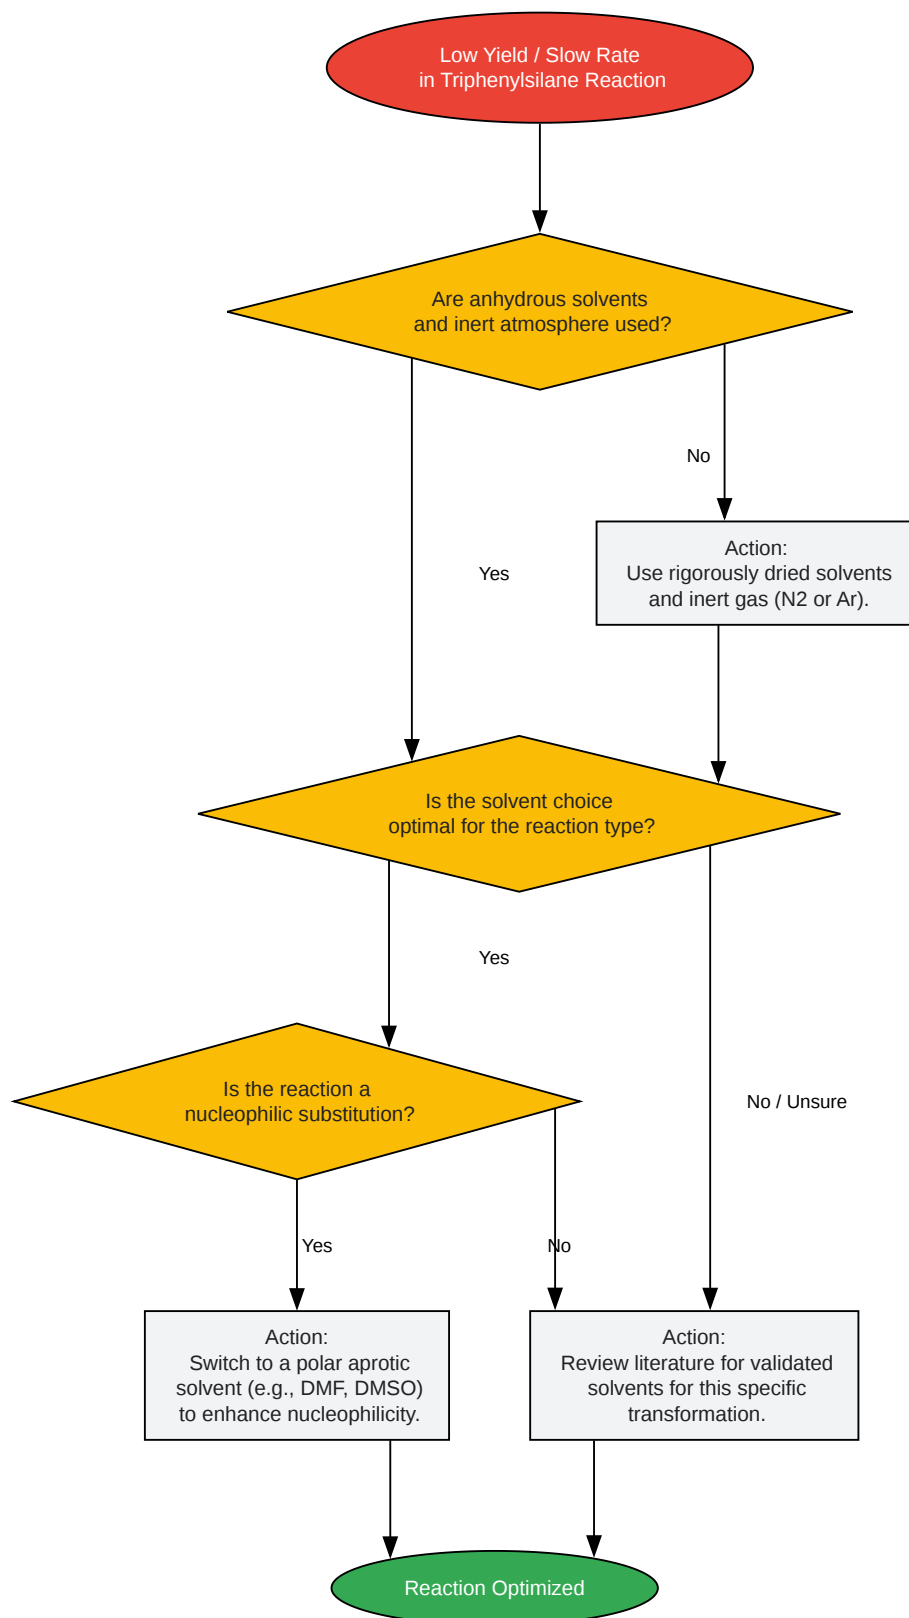 Low Yield / Slow Rate
in Triphenylsilane Reaction
Are anhydrous solvents
and inert atmosphere used?
No
Action:
Use rigorously dried solvents
and inert gas (N2 or Ar).
Yes
Is the solvent choice
optimal for the reaction type?
Yes
Is the reaction a
nucleophilic substitution?
No / Unsure
Yes
No
Action:
Switch to a polar aprotic
solvent (e.g., DMF, DMSO)
to enhance nucleophilicity.
Action:
Review literature for validated
solvents for this specific
transformation.
Reaction Optimized